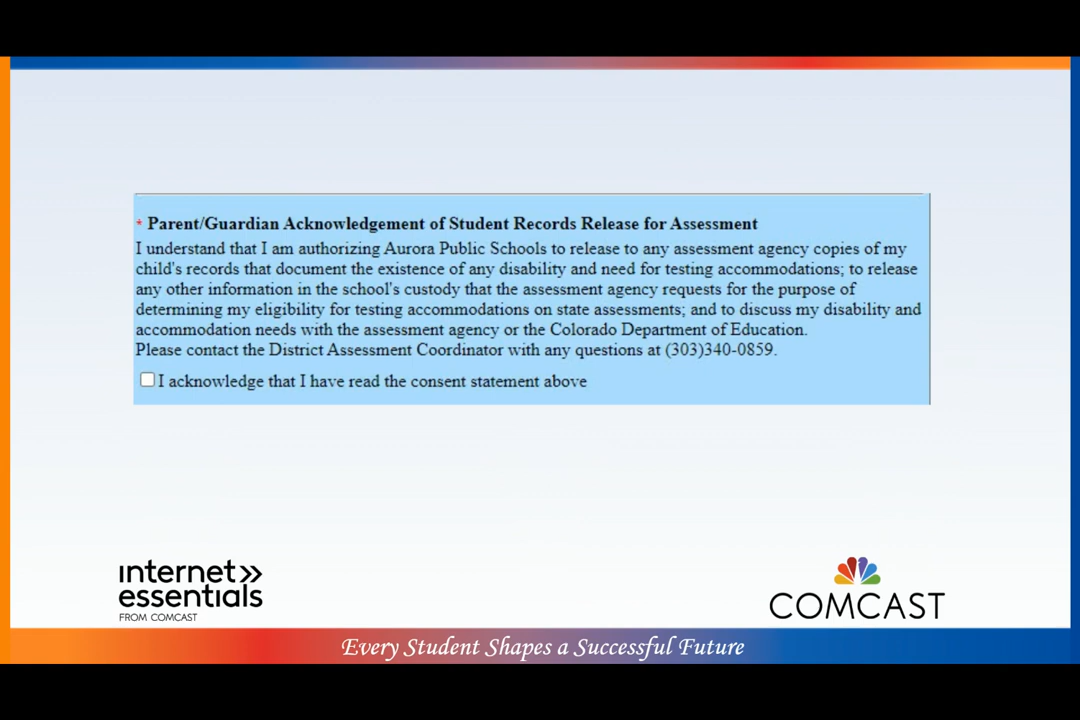 * Parent/Guardian Acknowledgement of Student Records Release for Assessment
I understand that I am authorizing Aurora Public Schools to release to any assessment agency copies of my
child's records that document the existence of any disability and need for testing accommodations; to release
any other information in the school's custody that the assessment agency requests for the purpose of
determining my eligibility for testing accommodations on state assessments; and to discuss my disability and
accommodation needs with the assessment agency or the Colorado Department of Education.
Please contact the District Assessment Coordinator with any questions at (303)340-0859.
I acknowledge that I have read the consent statement above
internet
essentials
FROM COMCAST
COMCAST
Every Student Shapes a Successful Future